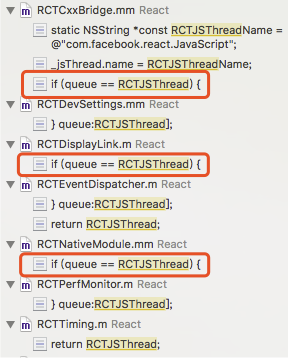 RCTCxxBridge.mm React
static NSString *const RCTJSThreadName =
@"com.facebook.react.JavaScript";
_jsThread.name = RCTJSThreadName;
if (queue == RCTJSThread) {
RCTDevSettings.mm React
} queue:RCTJSThread];
RCTDisplayLink.m React
if (queue == RCTJSThread) {
RCTEventDispatcher.m React
} queue:RCTJSThread];
return RCTJSThread;
RCTNativeModule.mm React
if (queue == RCTJSThread) {
RCTPerfMonitor.m React
} queue:RCTJSThread];
RCTTiming.m React
return RCTJSThread;